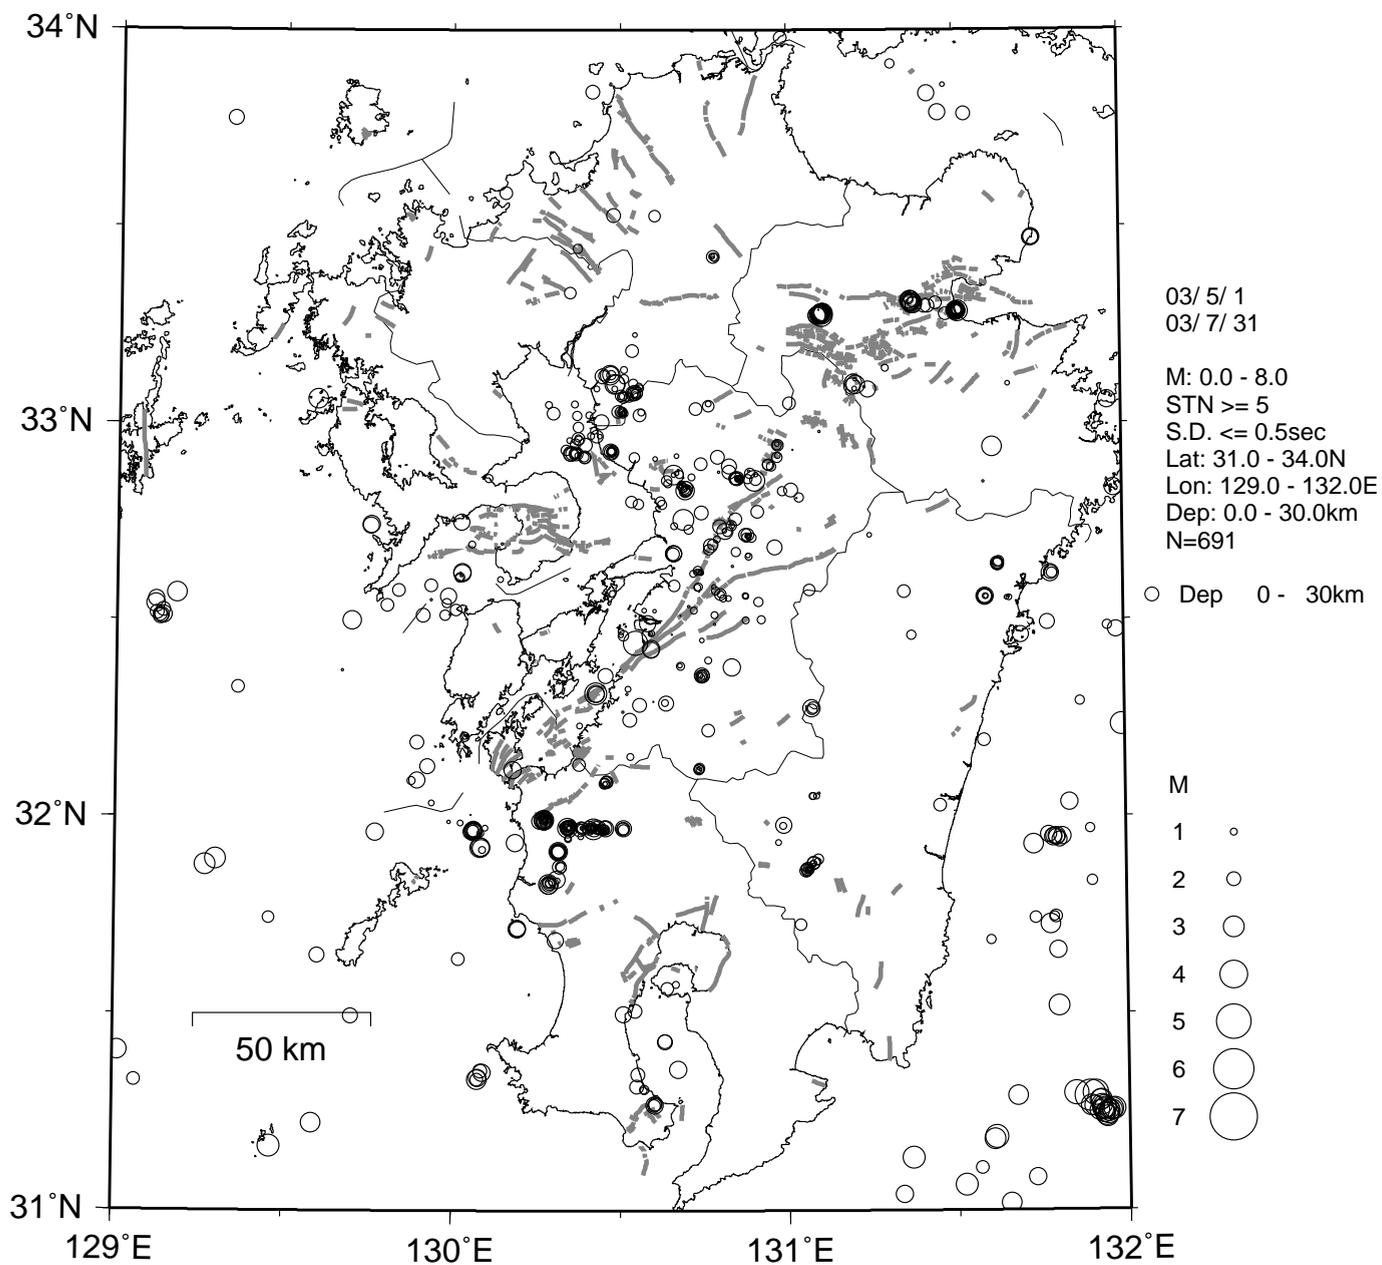 34˚N
33˚N
32˚N
31˚N
129˚E
130˚E
131˚E
132˚E
50 km
03/ 5/ 1
03/ 7/ 31
M: 0.0 - 8.0
STN >= 5
S.D. <= 0.5sec
Lat: 31.0 - 34.0N
Lon: 129.0 - 132.0E
Dep: 0.0 - 30.0km
N=691
Dep 0 - 30km
M
1
2
3
4
5
6
7